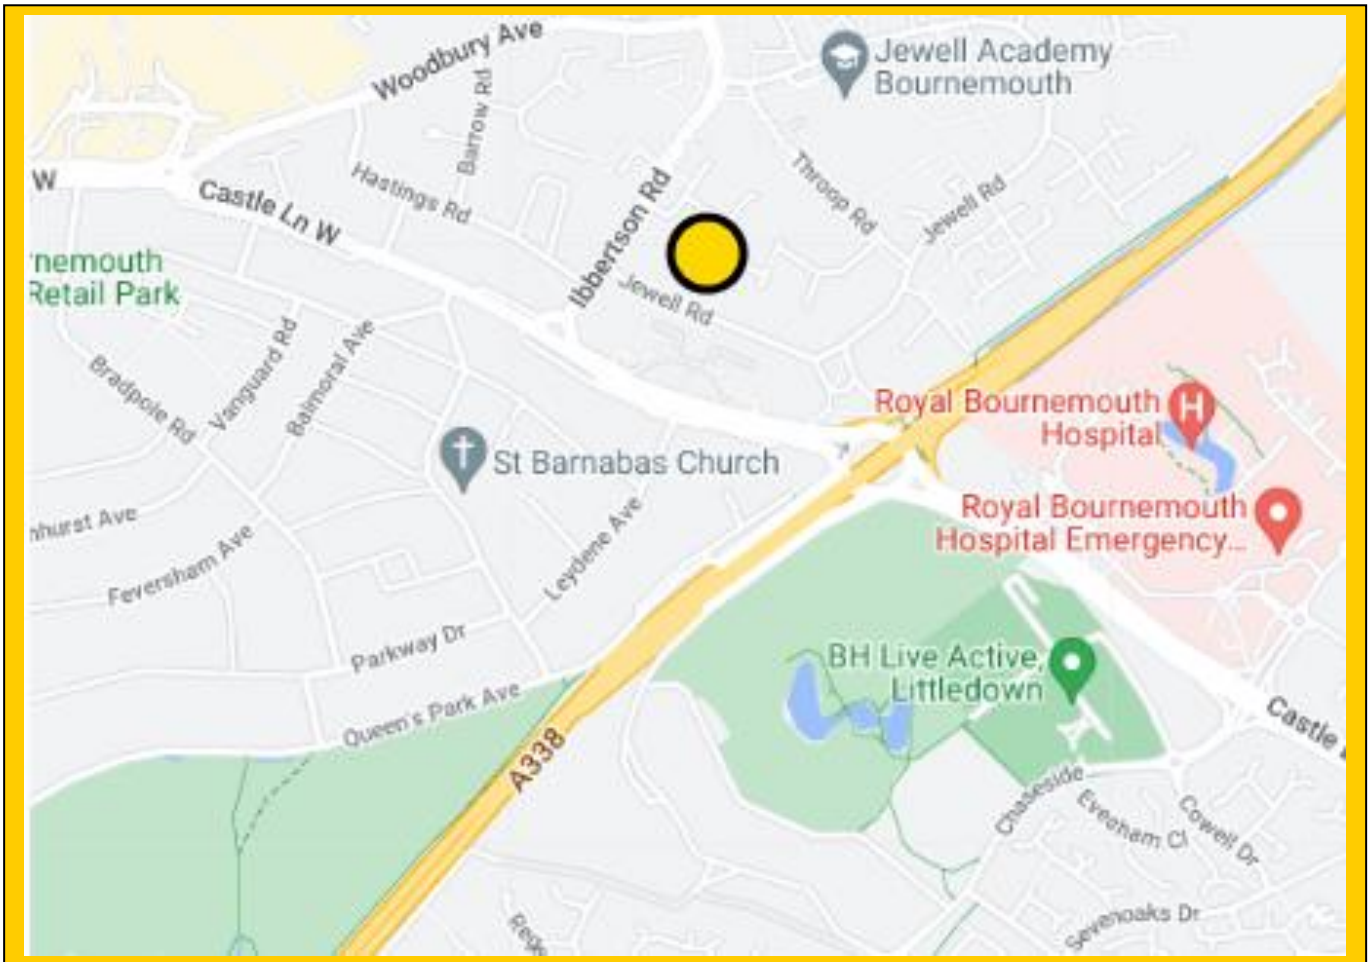 Woodbury Ave
Jewell Academy
Bournemouth
Barrow Rd
Hastings Rd
Throop Rd
W
Castle Ln W
Ibbertson Rd
Jewell Rd
rnemouth
Retail Park
Jewell Rd
Bradpole Rd
Vanguard Rd
Balmoral Ave
Royal Bournemouth
Hospital
H
St Barnabas Church
Royal Bournemouth
Hospital Emergency...
nhurst Ave
Feversham Ave
Leydene Ave
Parkway Dr
BH Live Active,
Littledown
Queen's Park Ave
A338
Castle
Chaseside
Evesham Cl
Cowell Dr
Sevenoaks Dr